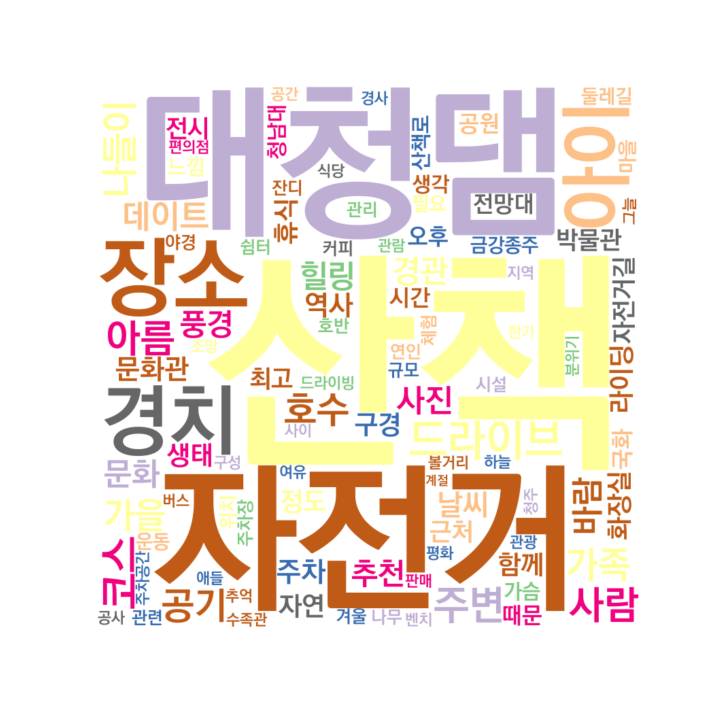 공간
경사
둘레길
전시
편의점
느낌
나들이
청남대
대청댐
산책로
공원
아이
마을
그늘
식당
잔디
휴식
생각
필요
관리
전망대
데이트
야경
쉼터
커피
관람
오후
금강종주
박물관
장소
힐링
경관
지역
자전거길
역사
시간
산책
아름
풍경
호반
체험
한가
분위기
소망
연인
문화관
최고
드라이빙
규모
시설
라이딩
경치
호수
사진
구경
드라이브
생태
사이
문화
구성
볼거리
하늘
국화
여유
계절
자전거
가을
버스
위치
주차장
정도
날씨
청주
바람
화장실
운동
근처
코스
주차공간
평화
관광
함께
가족
애들
주차
추천
판매
공기
추억
자연
주변
가슴
사람
때문
공사
관련
수족관
겨울
나무
벤치